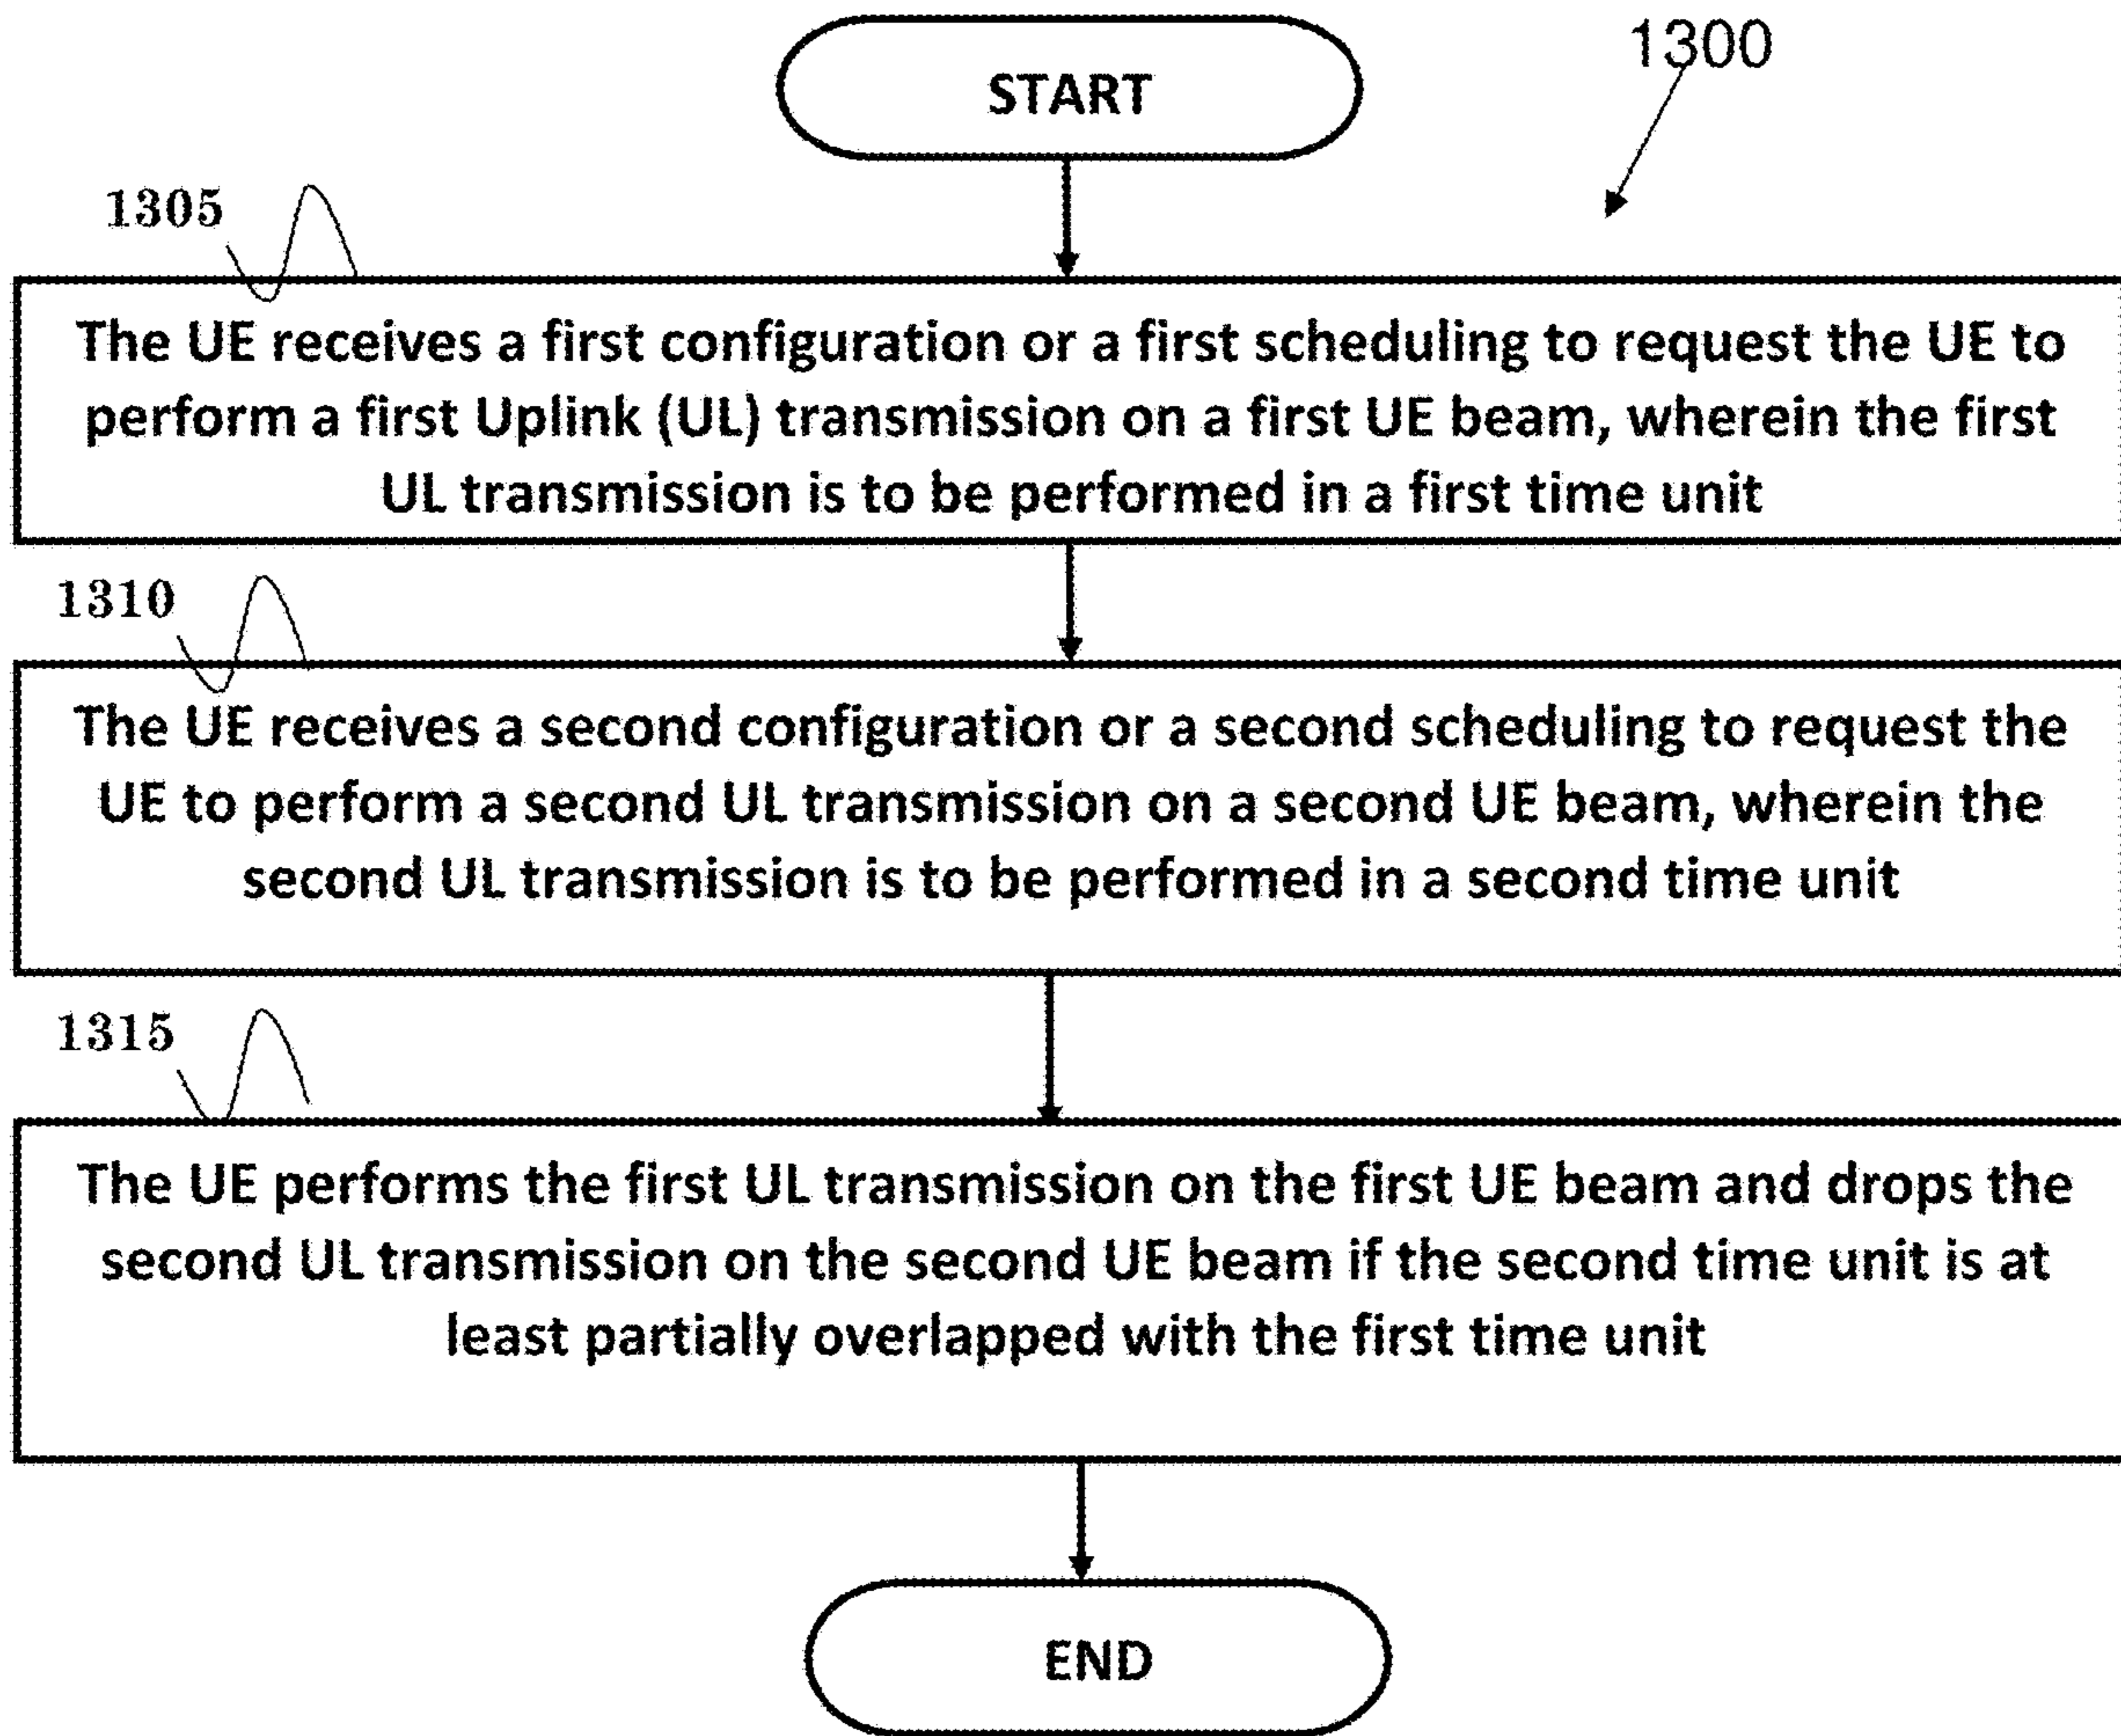 START
1300
1305
The UE receives a first configuration or a first scheduling to request the UE to
perform a first Uplink (UL) transmission on a first UE beam, wherein the first
UL transmission is to be performed in a first time unit
1310
The UE receives a second configuration or a second scheduling to request the
UE to perform a second UL transmission on a second UE beam, wherein the
second UL transmission is to be performed in a second time unit
1315
The UE performs the first UL transmission on the first UE beam and drops the
second UL transmission on the second UE beam if the second time unit is at
least partially overlapped with the first time unit
END